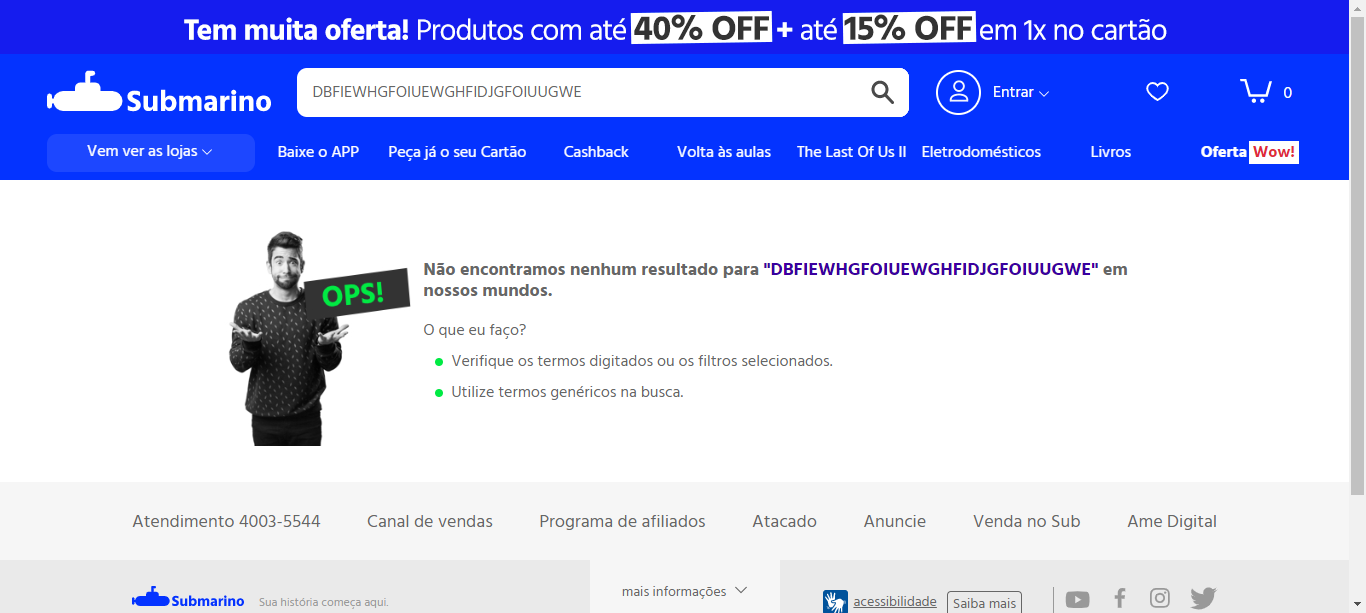 Tem muita oferta! Produtos com até 40% OFF + até 15% OFF em 1x no cartão
Submarino
DBFIEWHGFOIUEWGHFIDJGFOIUUGWE
Entrar
0
Vem ver as lojas
Baixe o APP
Peça já o seu Cartão
Cashback
Volta às aulas
The Last Of Us II
Eletrodomésticos
Livros
Oferta Wow!
OPS!
Não encontramos nenhum resultado para "DBFIEWHGFOIUEWGHFIDJGFOIUUGWE" em
nossos mundos.
O que eu faço?
Verifique os termos digitados ou os filtros selecionados.
Utilize termos genéricos na busca.
Atendimento 4003-5544
Canal de vendas
Programa de afiliados
Atacado
Anuncie
Venda no Sub
Ame Digital
mais informações
Submarino
Sua história começa aqui.
acessibilidade
Saiba mais